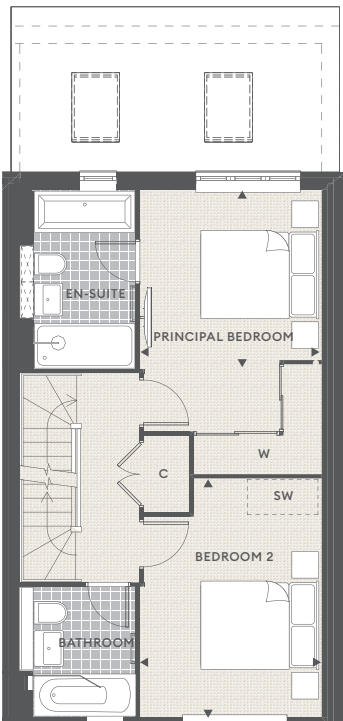 EN-SUITE
PRINCIPAL BEDROOM
W
C
SW
BEDROOM 2
BATHROOM